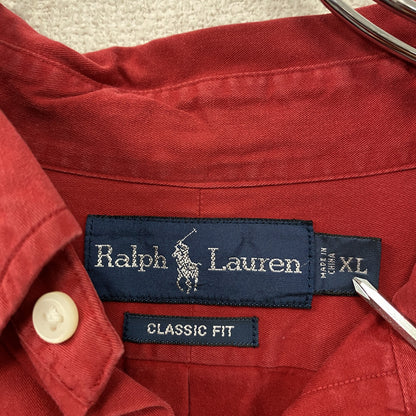 Ralph Lauren
MADE IN
CHINA
XL
CLASSIC FIT